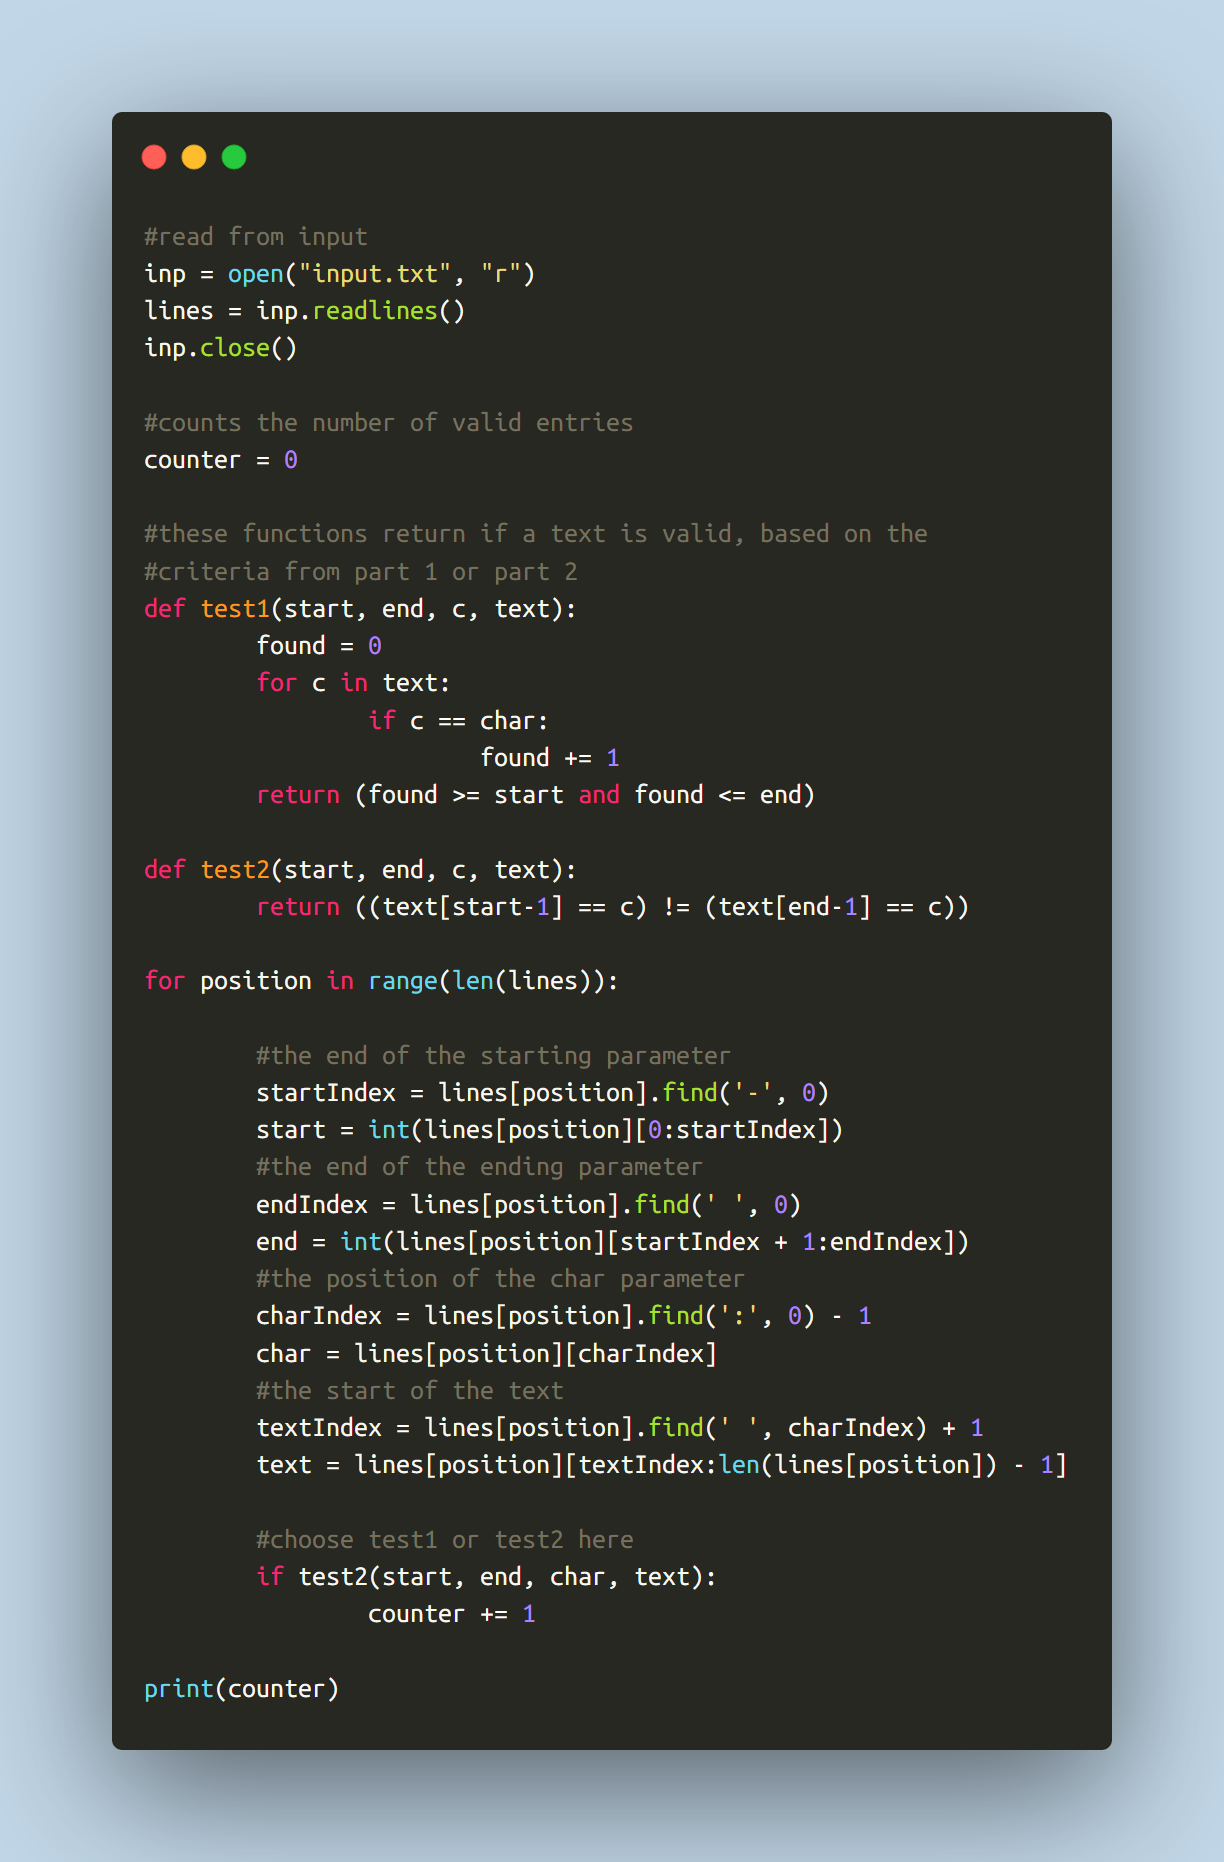 #read from input
inp = open("input.txt", "r")
lines = inp.readlines()
inp.close()

#counts the number of valid entries
counter = 0

#these functions return if a text is valid, based on the
#criteria from part 1 or part 2
def test1(start, end, c, text):
        found = 0
        for c in text:
                if c == char:
                        found += 1
        return (found >= start and found <= end)

def test2(start, end, c, text):
        return ((text[start-1] == c) != (text[end-1] == c))

for position in range(len(lines)):

        #the end of the starting parameter
        startIndex = lines[position].find('-', 0)
        start = int(lines[position][0:startIndex])
        #the end of the ending parameter
        endIndex = lines[position].find(' ', 0)
        end = int(lines[position][startIndex + 1:endIndex])
        #the position of the char parameter
        charIndex = lines[position].find(':', 0) - 1
        char = lines[position][charIndex]
        #the start of the text
        textIndex = lines[position].find(' ', charIndex) + 1
        text = lines[position][textIndex:len(lines[position]) - 1]

        #choose test1 or test2 here
        if test2(start, end, char, text):
                counter += 1

print(counter)